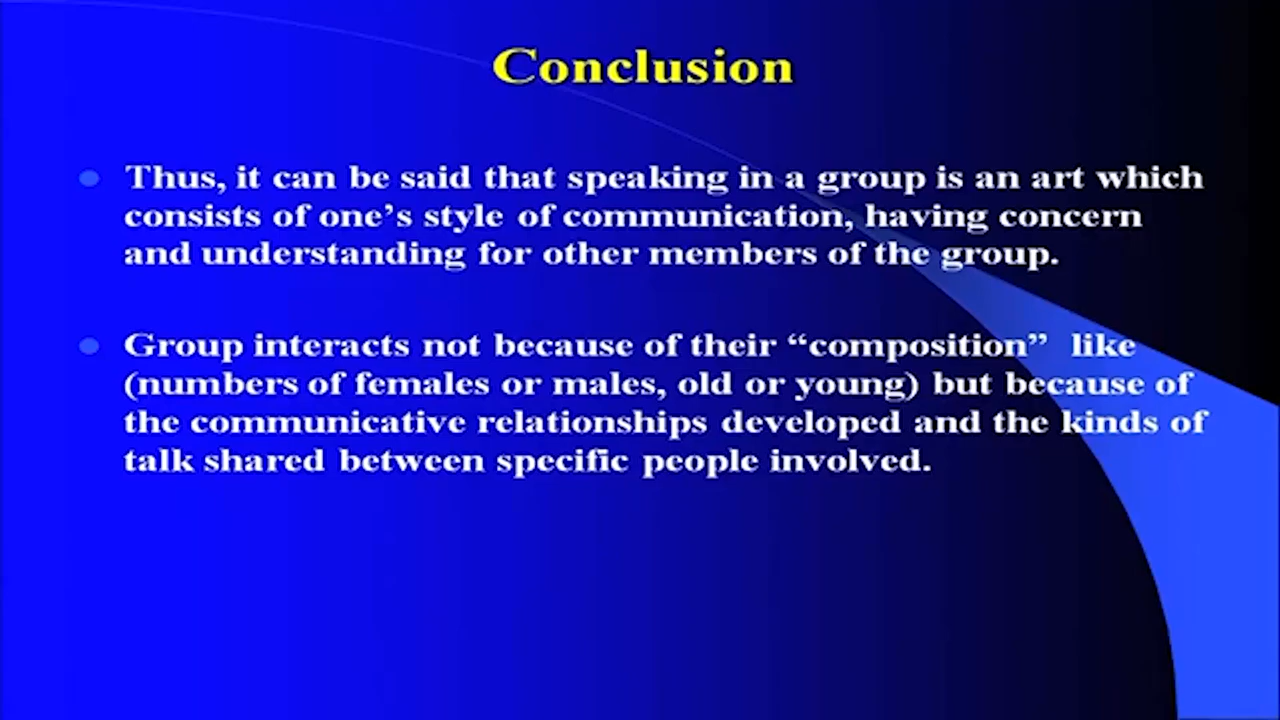 Conclusion
Thus, it can be said that speaking in a group is an art which
consists of one’s style of communication, having concern
and understanding for other members of the group.
Group interacts not because of their “composition” like
(numbers of females or males, old or young) but because of
the communicative relationships developed and the kinds of
talk shared between specific people involved.